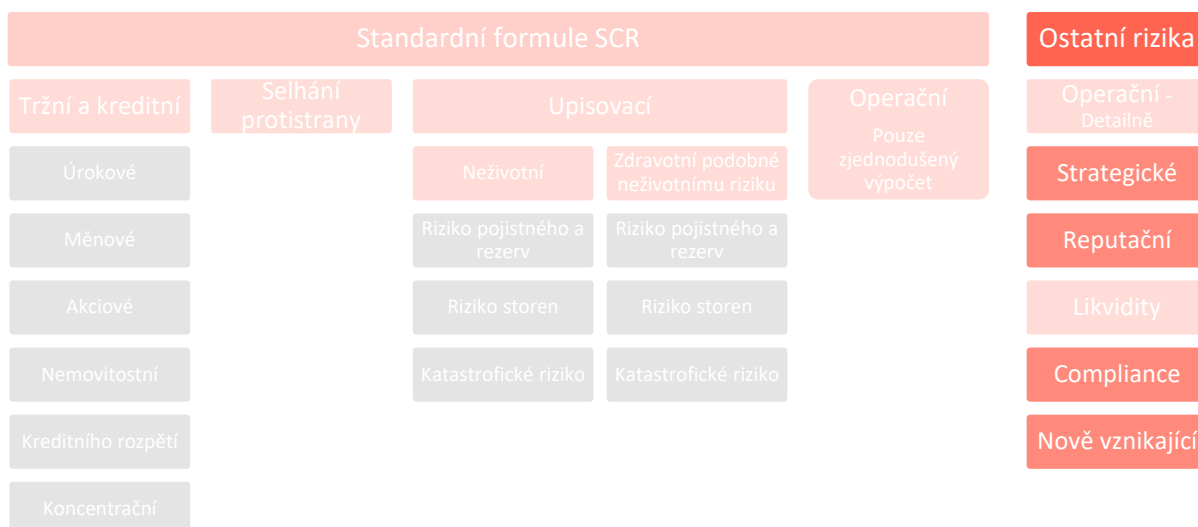 Standardní formule SCR
Ostatní rizika
Tržní a kreditní
Selhání
protistrany
Upisovací
Operační
Pouze
zjednodušený
výpočet
Operační -
Detailně
Úrokové
Neživotní
Zdravotní podobné
neživotnímu riziku
Strategické
Měnové
Riziko pojistného a
rezerv
Riziko pojistného a
rezerv
Reputační
Akciové
Riziko storen
Riziko storen
Likvidity
Nemovitostní
Katastrofické riziko
Katastrofické riziko
Compliance
Kreditního rozpětí
Nově vznikající
Koncentrační